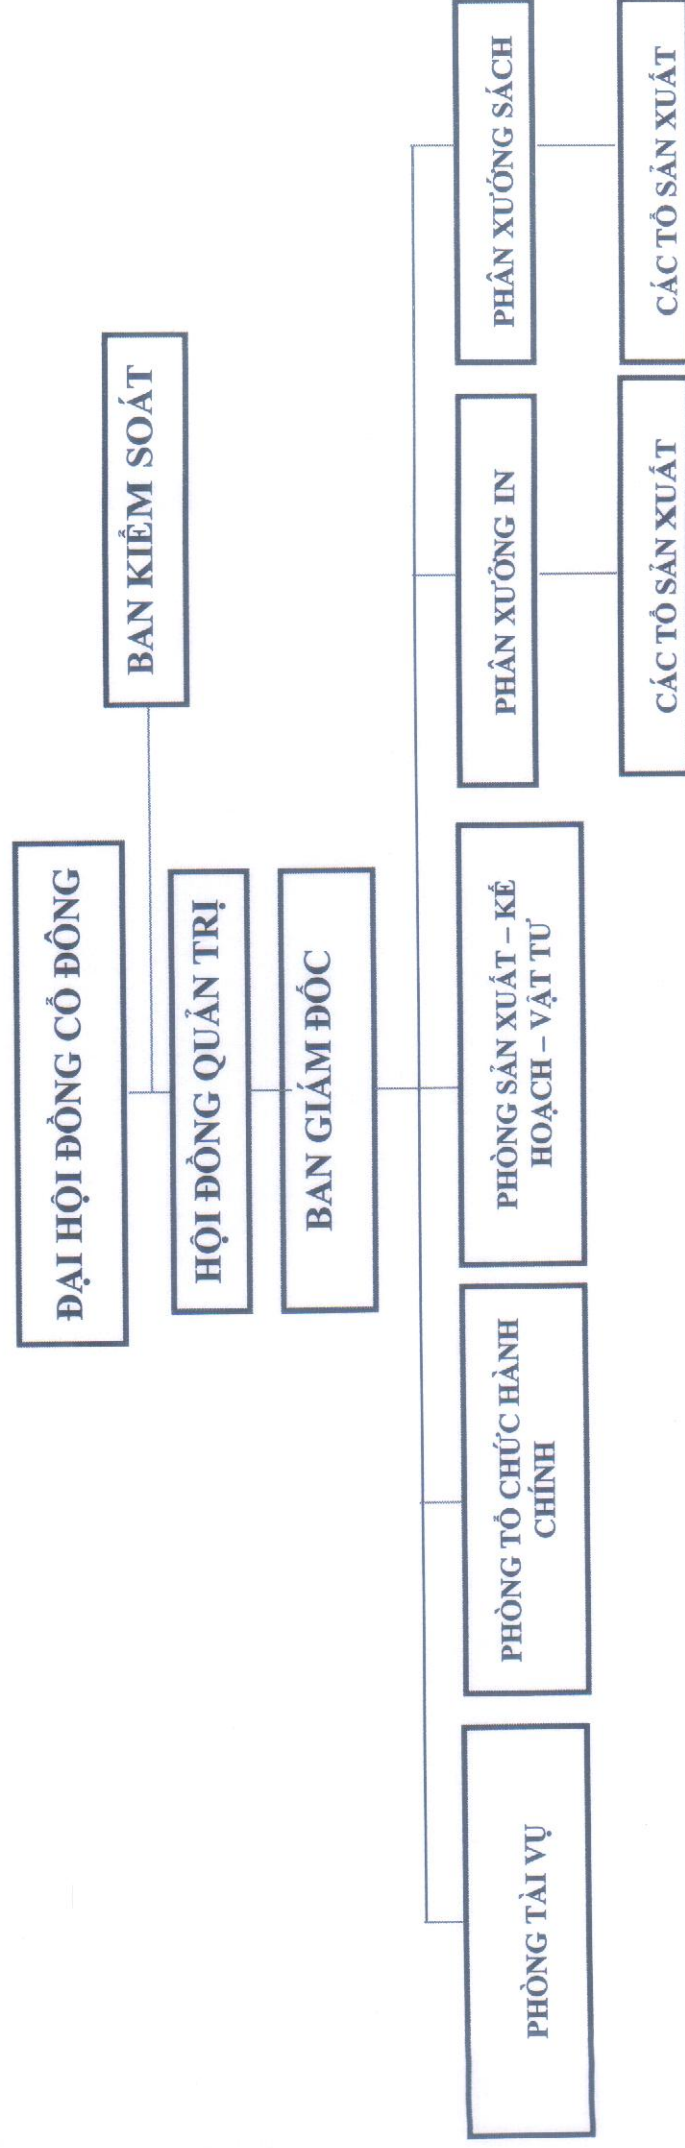 ĐẠI HỘI ĐỒNG CỔ ĐÔNG
BAN KIỂM SOÁT
HỘI ĐỒNG QUẢN TRỊ
BAN GIÁM ĐỐC
PHÒNG TÀI VỤ
PHÒNG TỔ CHỨC HÀNH
CHÍNH
PHÒNG SẢN XUẤT – KẾ
HOẠCH – VẬT TƯ
PHÂN XƯỞNG IN
PHÂN XƯỞNG SÁCH
CÁC TỔ SẢN XUẤT
CÁC TỔ SẢN XUẤT